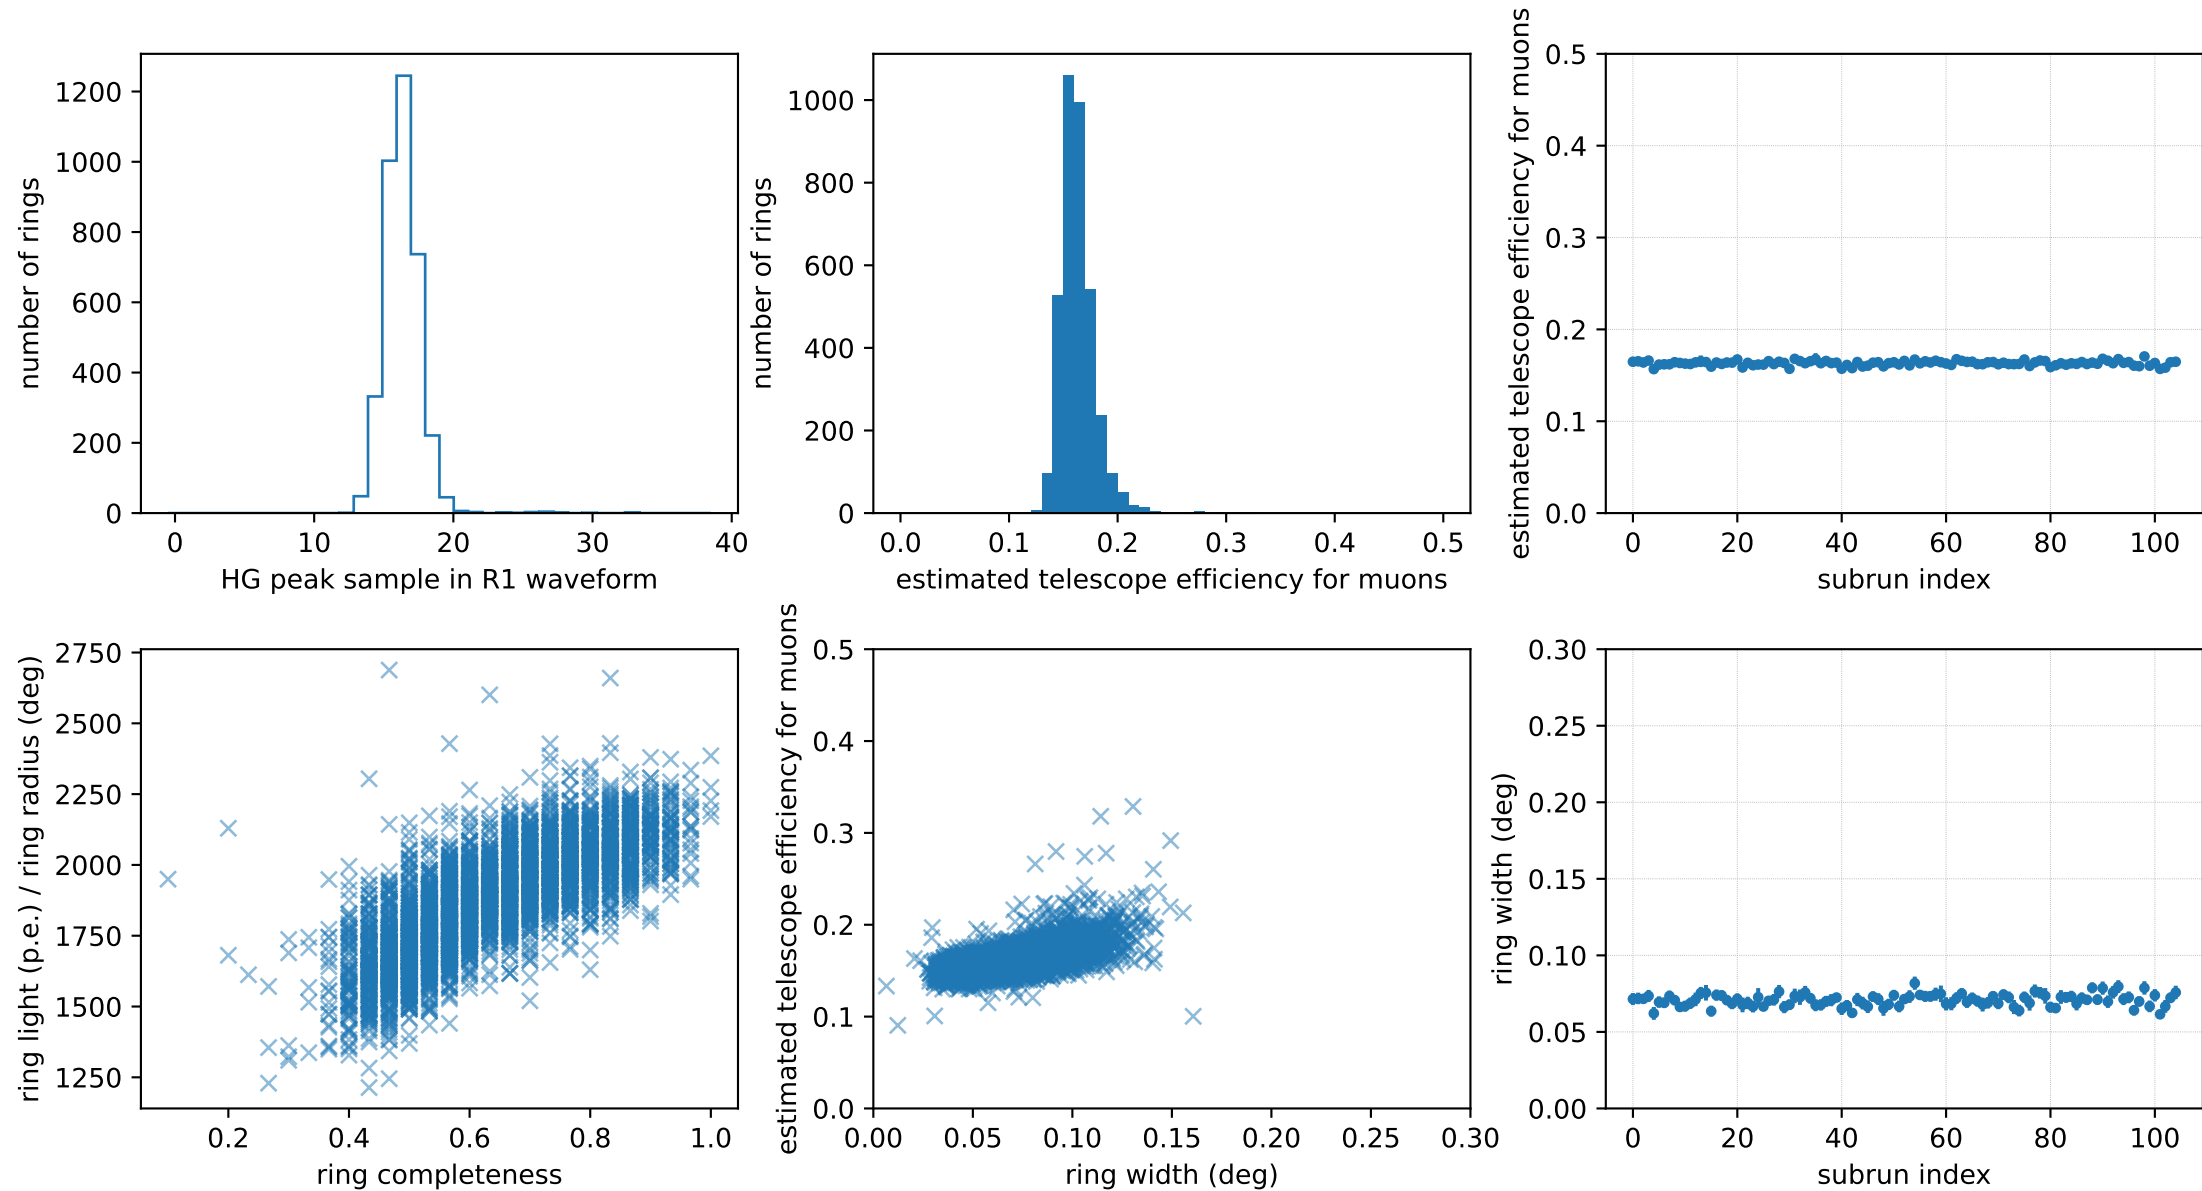 1200
1000
800
600
400
200
0
number of rings
0 10 20 30 40
HG peak sample in R1 waveform
1000
800
600
400
200
0
number of rings
0.0 0.1 0.2 0.3 0.4 0.5
estimated telescope efficiency for muons
0.5
0.4
0.3
0.2
0.1
0.0
estimated telescope efficiency for muons
0 20 40 60 80 100
subrun index
2750
2500
2250
2000
1750
1500
1250
ring light (p.e.) / ring radius (deg)
0.2 0.4 0.6 0.8 1.0
ring completeness
0.5
0.4
0.3
0.2
0.1
0.0
estimated telescope efficiency for muons
0.00 0.05 0.10 0.15 0.20 0.25 0.30
ring width (deg)
0.30
0.25
0.20
0.15
0.10
0.05
0.00
ring width (deg)
0 20 40 60 80 100
subrun index